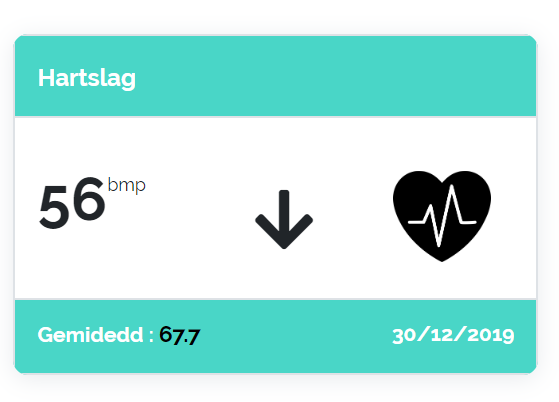 Hartslag
56 bmp
Gemidedd : 67.7
30/12/2019